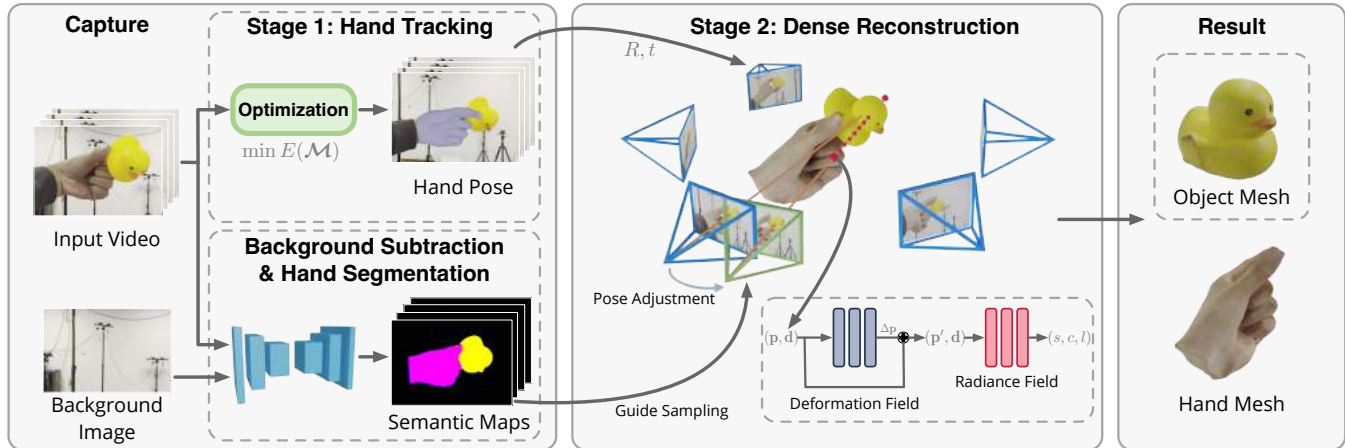 Capture
Input Video
Background
Image
Stage 1: Hand Tracking
Optimization
min E(M)
Hand Pose
Background Subtraction
& Hand Segmentation
Semantic Maps
Stage 2: Dense Reconstruction
R, t
Pose Adjustment
Guide Sampling
(p, d)
Δp
(p′, d)
(s, c, l)
Deformation Field
Radiance Field
Result
Object Mesh
Hand Mesh